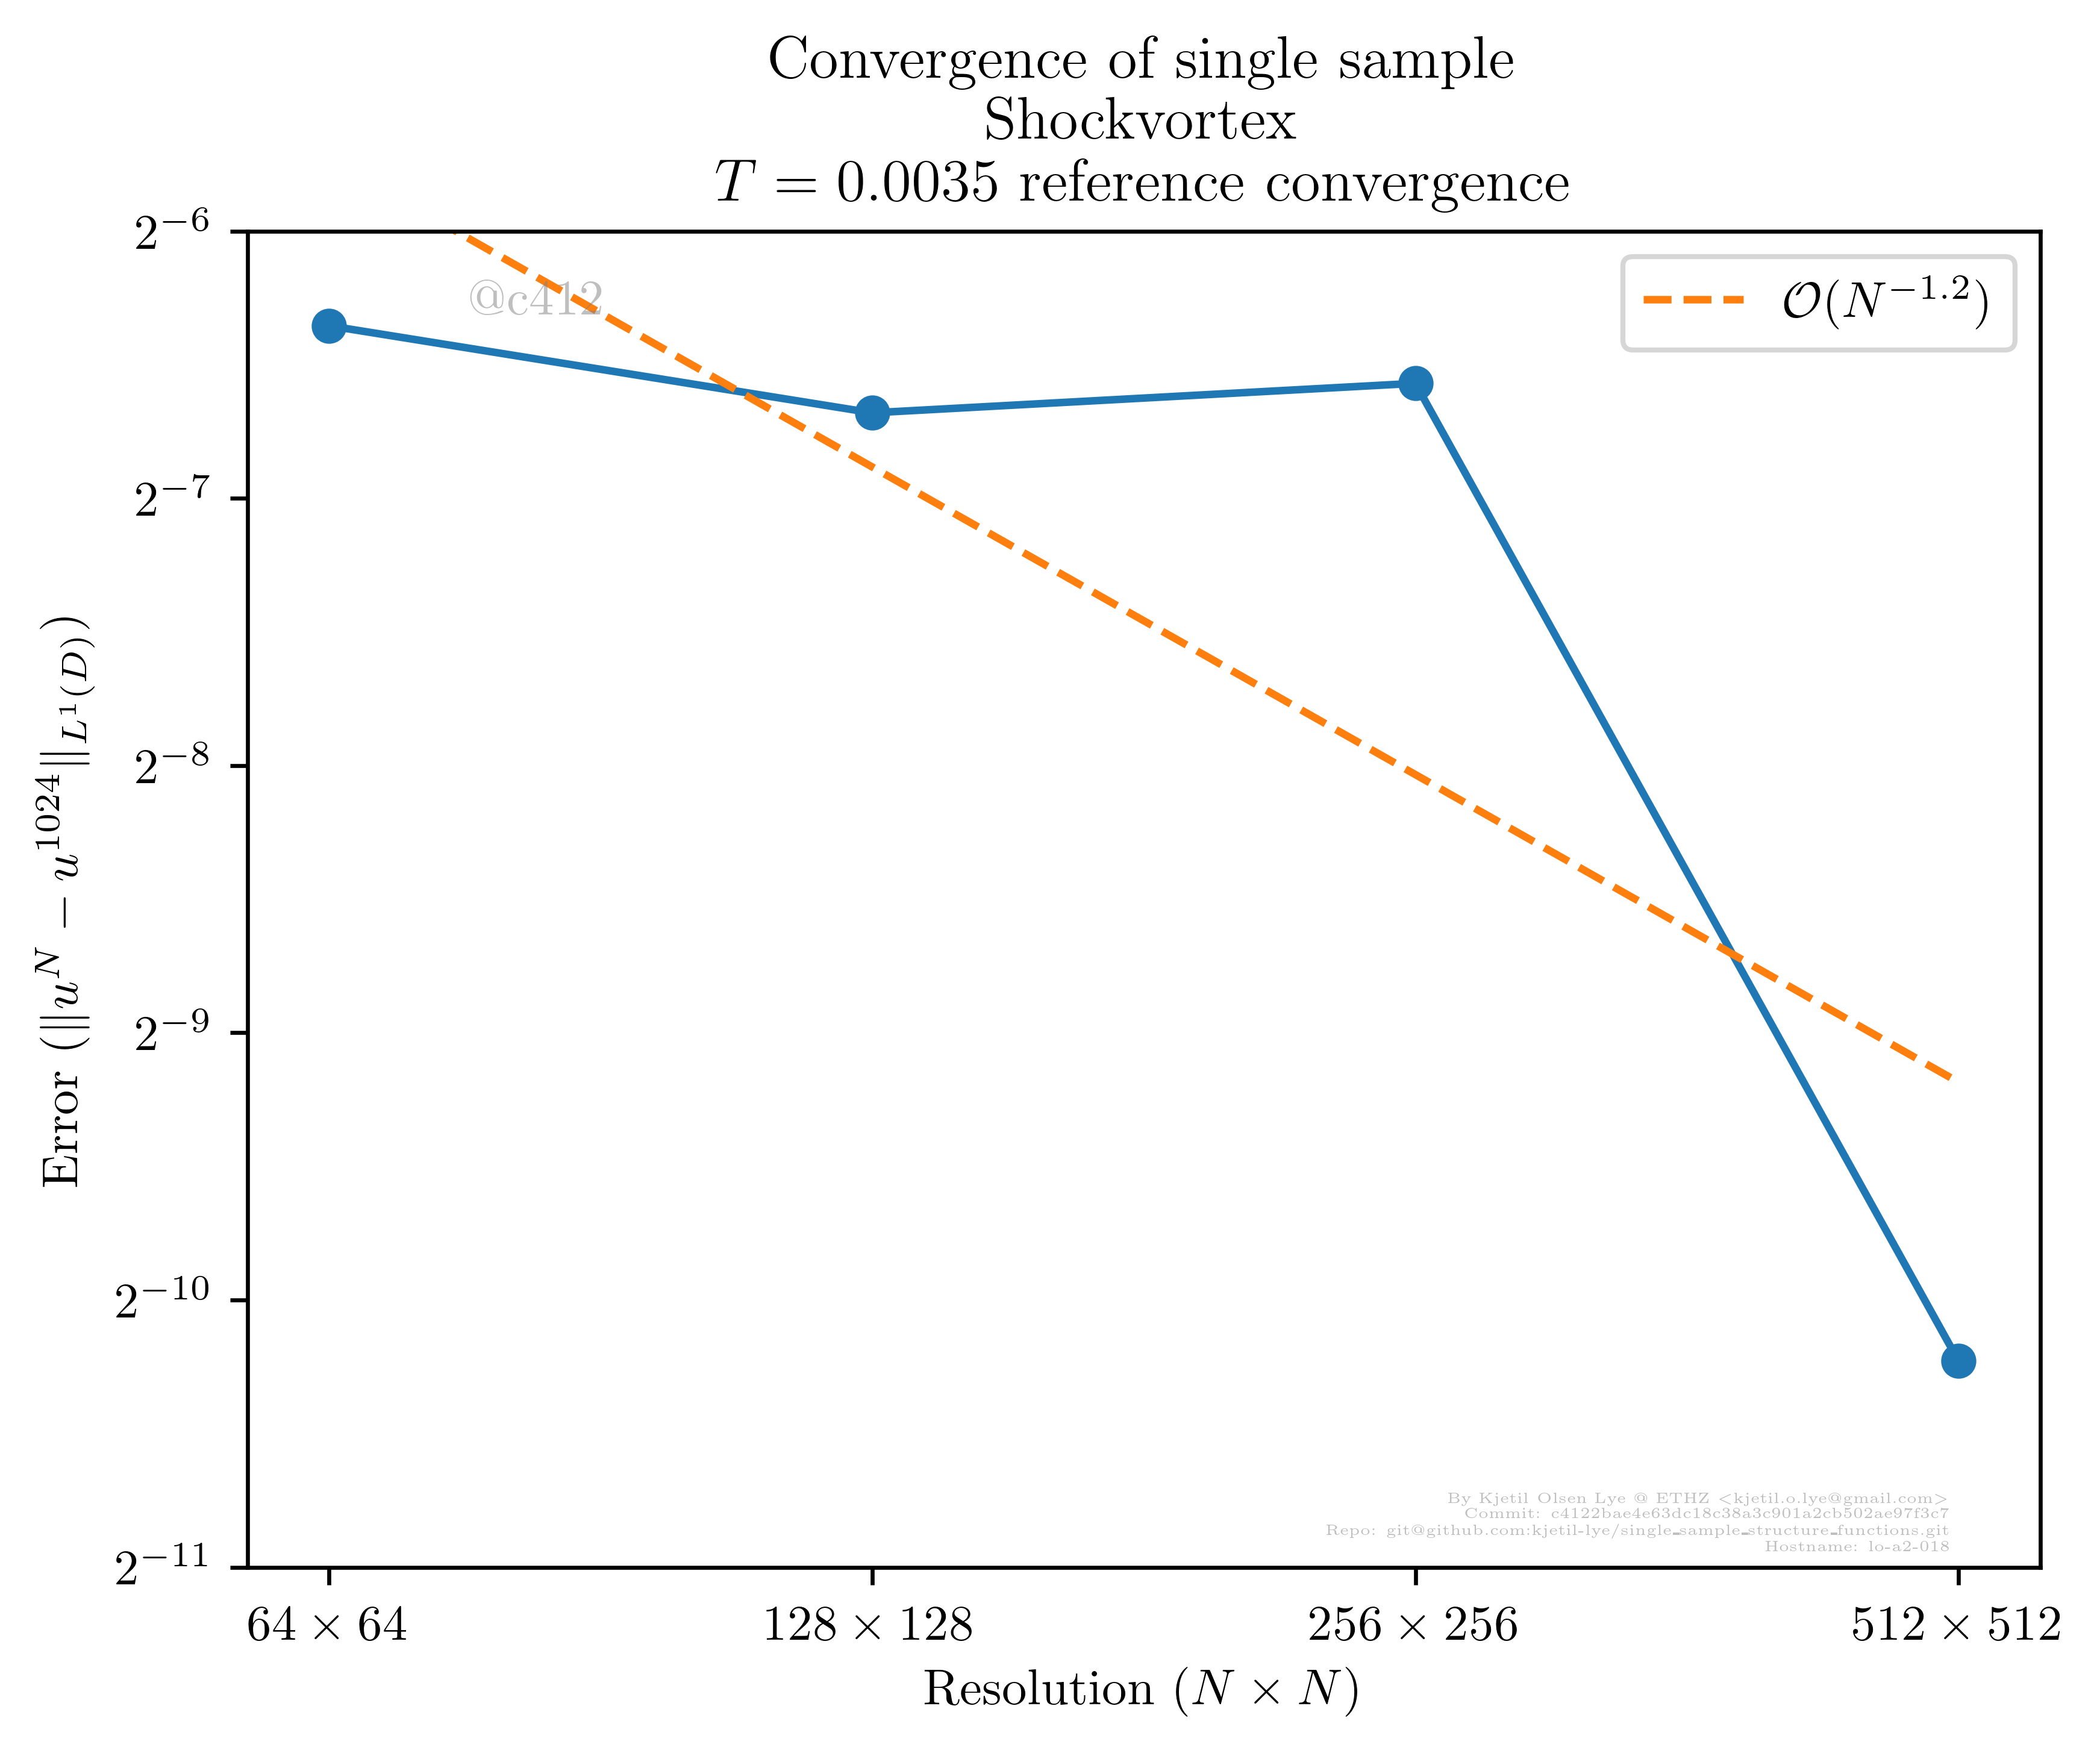 Convergence of single sample
Shockvortex
T = 0.0035 reference convergence
2^{-6}
2^{-7}
2^{-8}
2^{-9}
2^{-10}
2^{-11}
Error (||u^N − u^{1024}||_{L^1(D)})
@c412
O(N^{-1.2})
By Kjetil Olsen Lye @ ETHZ <kjetil.o.lye@gmail.com>
Commit: c4122bae4e63dc18c38a3c901a2cb502ae97f3c7
Repo: git@github.com:kjetil-lye/single_sample_structure_functions.git
Hostname: lo-a2-018
64 × 64
128 × 128
256 × 256
512 × 512
Resolution (N × N)